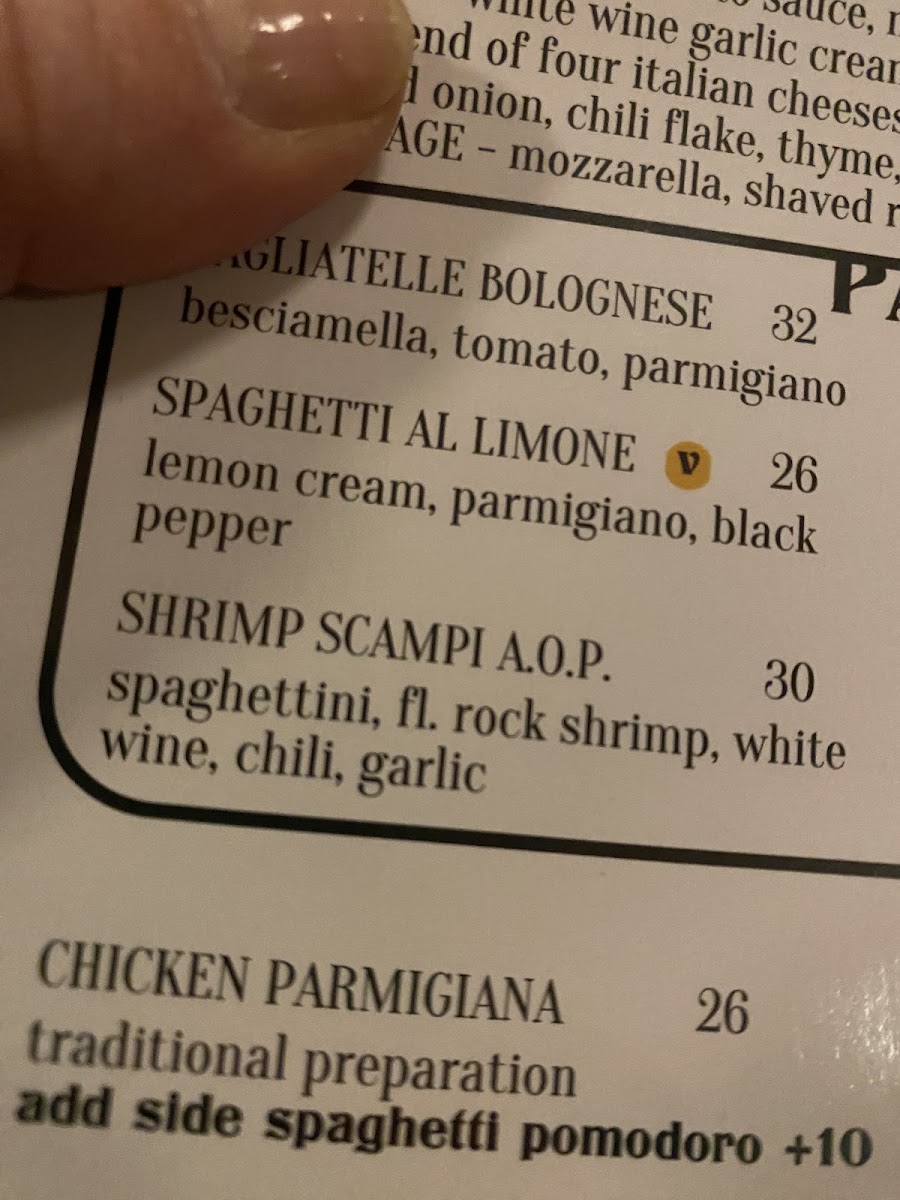 sauce,
white wine garlic
of four italian cheeses
onion, chili flake, thyme,
– mozzarella, shaved
BOLOGNESE 32
besciamella, tomato, parmigiano
SPAGHETTI AL LIMONE v 26
lemon cream, parmigiano, black
pepper
SHRIMP SCAMPI A.O.P. 30
spaghettini, fl. rock shrimp, white
wine, chili, garlic
CHICKEN PARMIGIANA 26
traditional preparation
add side spaghetti pomodoro +10